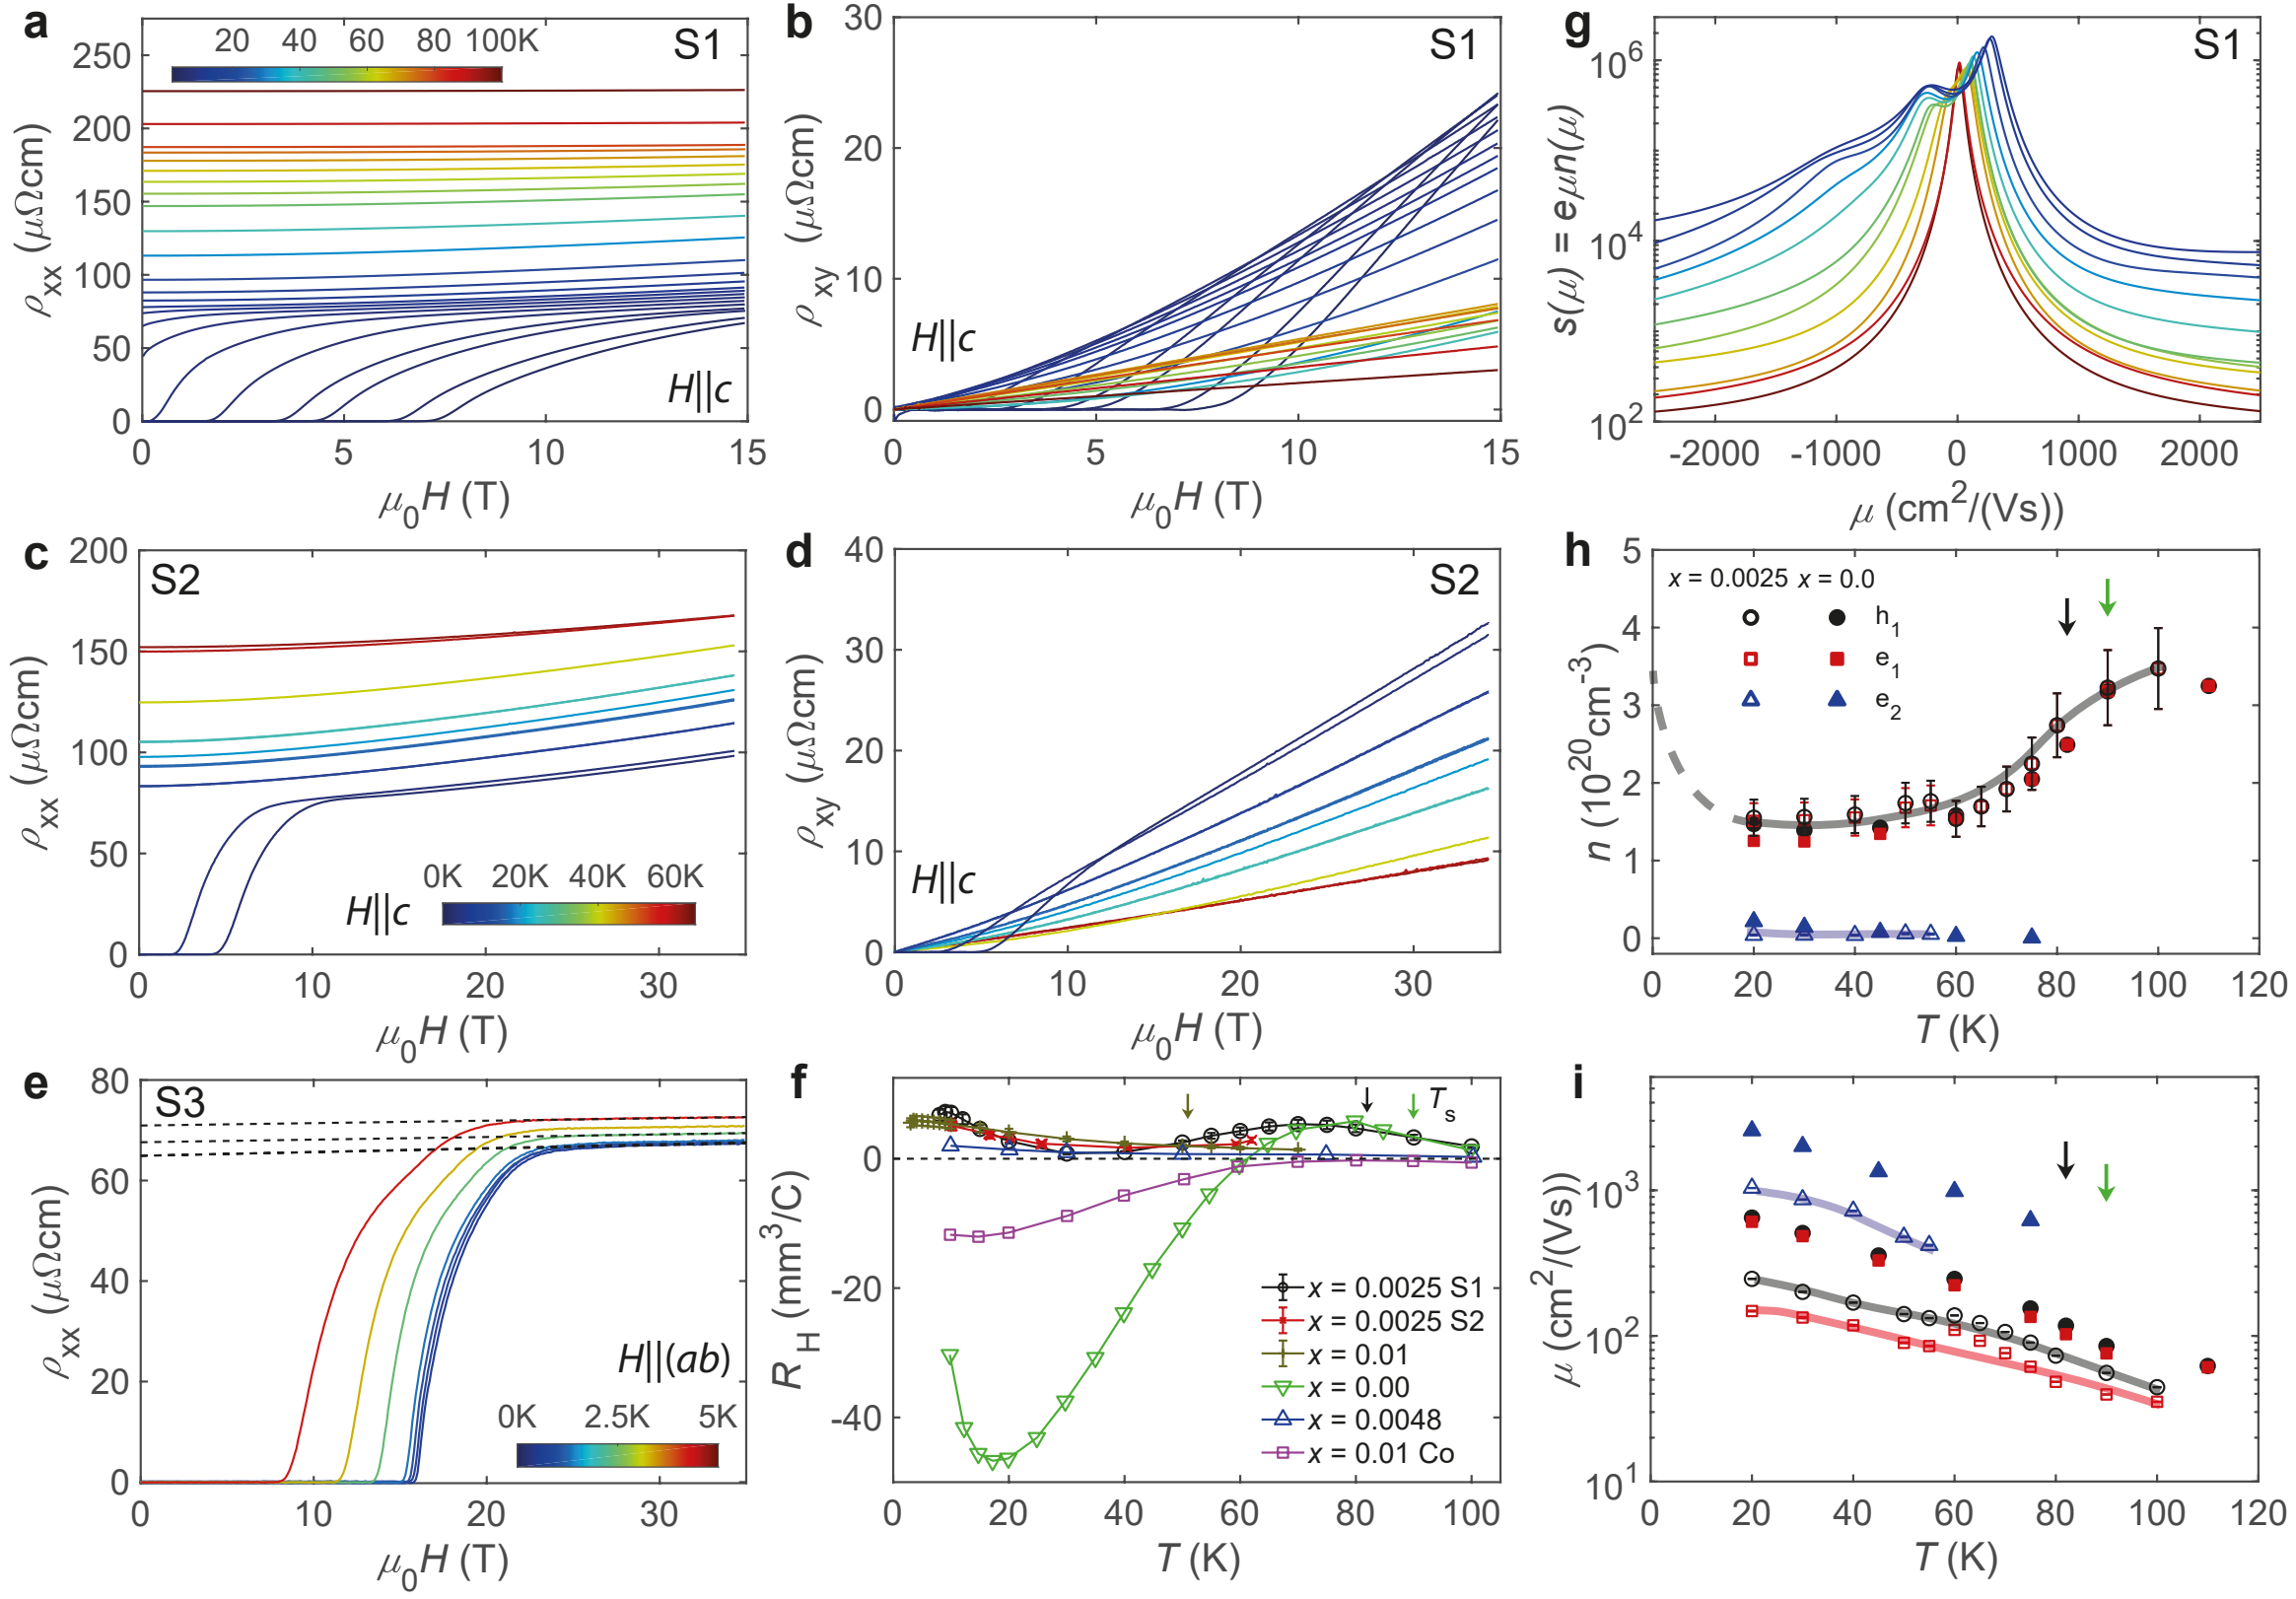 a
20 40 60 80 100K
S1
250
200
150
100
50
0
ρxx (μΩcm)
H||c
0 5 10 15
μ0H (T)
b
S1
30
20
10
0
ρxy (μΩcm)
H||c
0 5 10 15
μ0H (T)
g
S1
10^6
10^4
10^2
s(μ) = eμn(μ)
-2000 -1000 0 1000 2000
μ (cm^2/(Vs))
c
S2
200
150
100
50
0
ρxx (μΩcm)
H||c
0K 20K 40K 60K
0 10 20 30
μ0H (T)
d
S2
40
30
20
10
0
ρxy (μΩcm)
H||c
0 10 20 30
μ0H (T)
h
5
4
3
2
1
0
n (10^20cm^-3)
x = 0.0025 x = 0.0
h1
e1
e2
0 20 40 60 80 100 120
T (K)
e
S3
80
60
40
20
0
ρxx (μΩcm)
H||(ab)
0K 2.5K 5K
0 10 20 30
μ0H (T)
f
Ts
0
-20
-40
RH (mm^3/C)
x = 0.0025 S1
x = 0.0025 S2
x = 0.01
x = 0.00
x = 0.0048
x = 0.01 Co
0 20 40 60 80 100
T (K)
i
10^3
10^2
10^1
μ (cm^2/(Vs))
0 20 40 60 80 100 120
T (K)